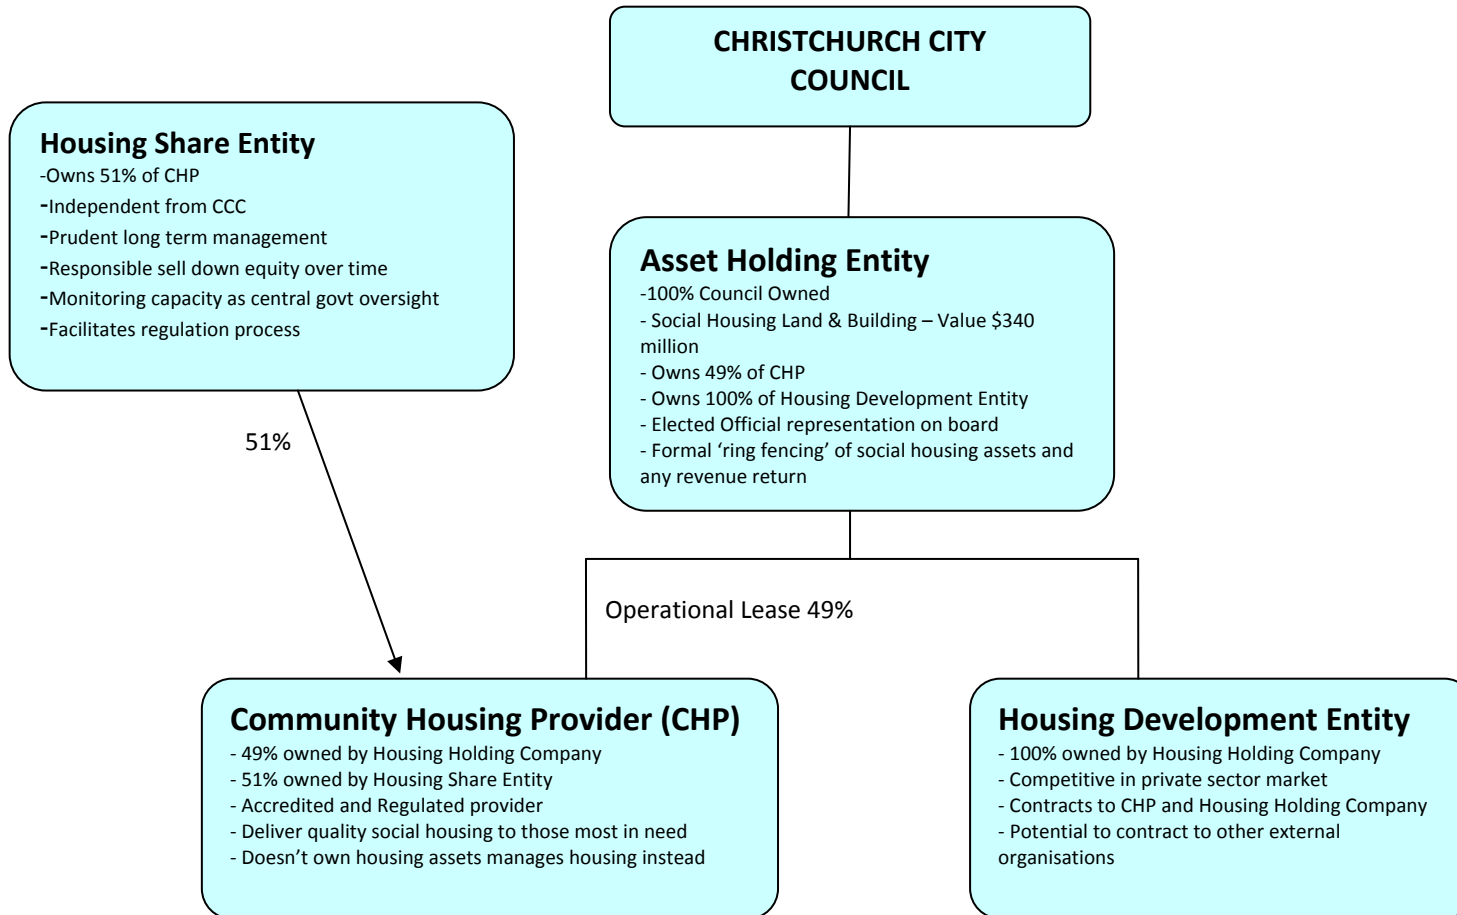 CHRISTCHURCH CITY
COUNCIL
Housing Share Entity
-Owns 51% of CHP
-Independent from CCC
-Prudent long term management
-Responsible sell down equity over time
-Monitoring capacity as central govt oversight
-Facilitates regulation process
Asset Holding Entity
-100% Council Owned
- Social Housing Land & Building – Value $340
million
- Owns 49% of CHP
- Owns 100% of Housing Development Entity
- Elected Official representation on board
- Formal ‘ring fencing’ of social housing assets and
any revenue return
51%
Operational Lease 49%
Community Housing Provider (CHP)
- 49% owned by Housing Holding Company
- 51% owned by Housing Share Entity
- Accredited and Regulated provider
- Deliver quality social housing to those most in need
- Doesn’t own housing assets manages housing instead
Housing Development Entity
- 100% owned by Housing Holding Company
- Competitive in private sector market
- Contracts to CHP and Housing Holding Company
- Potential to contract to other external
organisations